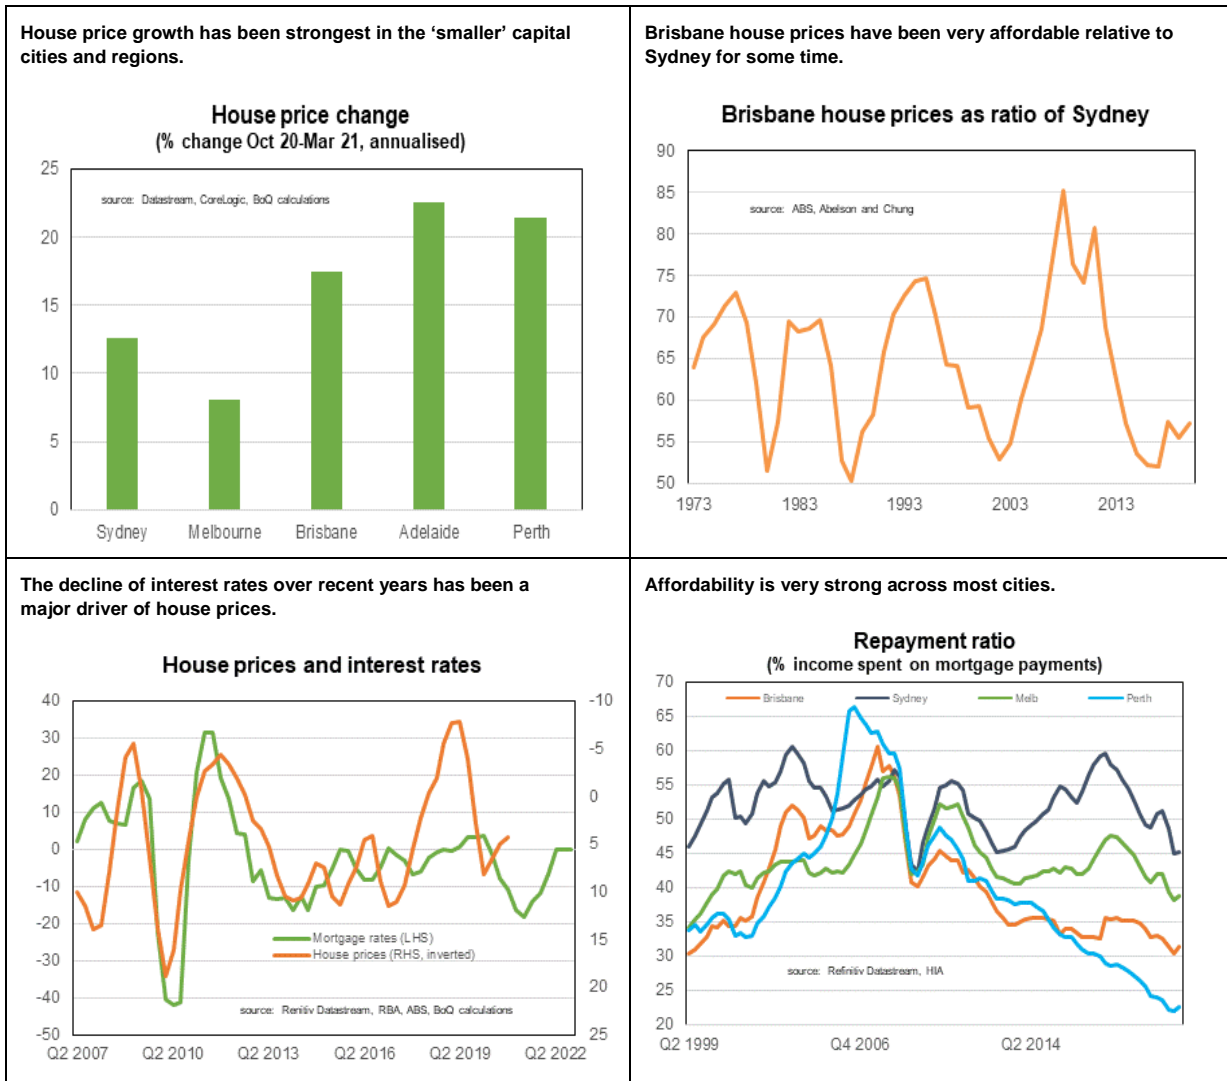 House price growth has been strongest in the ‘smaller’ capital
cities and regions.
House price change
(% change Oct 20-Mar 21, annualised)
25
source: Datastream, CoreLogic, BoQ calculations
20
15
10
5
0
Sydney Melbourne Brisbane Adelaide Perth
Brisbane house prices have been very affordable relative to
Sydney for some time.
Brisbane house prices as ratio of Sydney
90
85
source: ABS, Abelson and Chung
80
75
70
65
60
55
50
1973 1983 1993 2003 2013
The decline of interest rates over recent years has been a
major driver of house prices.
House prices and interest rates
40 -10
30
-5
20
10 0
0 5
-10 10
-20
Mortgage rates (LHS)
15
House prices (RHS, inverted)
-30
20
-40
source: Renitiv Datastream, RBA, ABS, BoQ calculations
-50 25
Q2 2007 Q2 2010 Q2 2013 Q2 2016 Q2 2019 Q2 2022
Affordability is very strong across most cities.
Repayment ratio
(% income spent on mortgage payments)
70
Brisbane Sydney Melb Perth
65
60
55
50
45
40
35
30
source: Refinitiv Datastream, HIA
25
20
Q2 1999 Q4 2006 Q2 2014